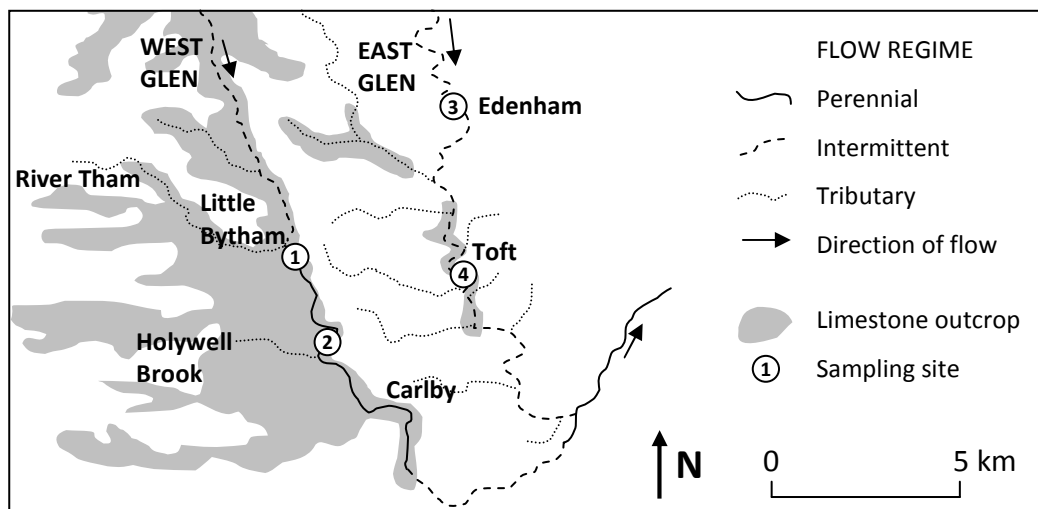 WEST
GLEN
EAST
GLEN
3
Edenham
River Tham
Little
Bytham
1
Toft
4
Holywell
Brook
2
Carlby
FLOW REGIME
Perennial
Intermittent
Tributary
Direction of flow
Limestone outcrop
1
Sampling site
N
0
5 km